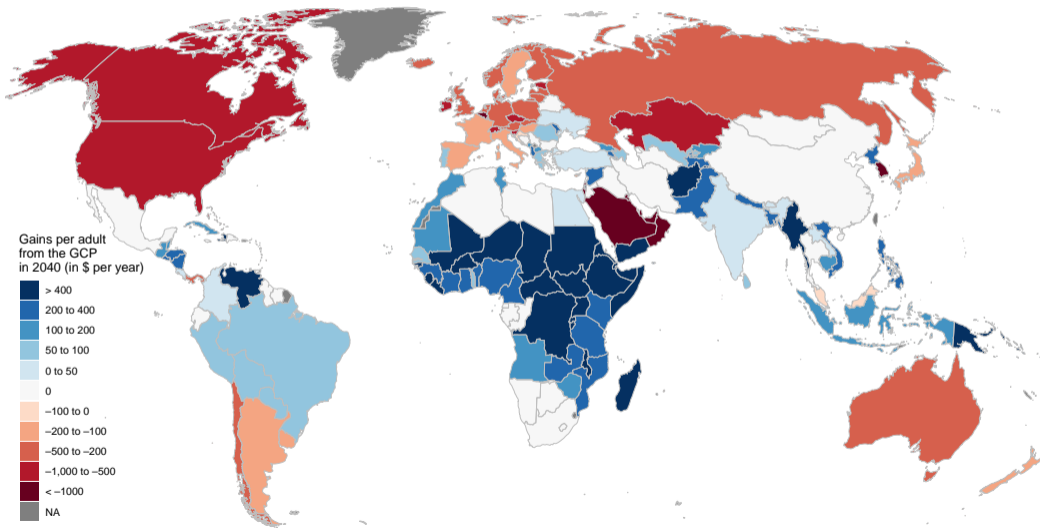 Gains per adult
from the GCP
in 2040 (in $ per year)
> 400
200 to 400
100 to 200
50 to 100
0 to 50
0
–100 to 0
–200 to –100
–500 to –200
–1,000 to –500
< –1000
NA